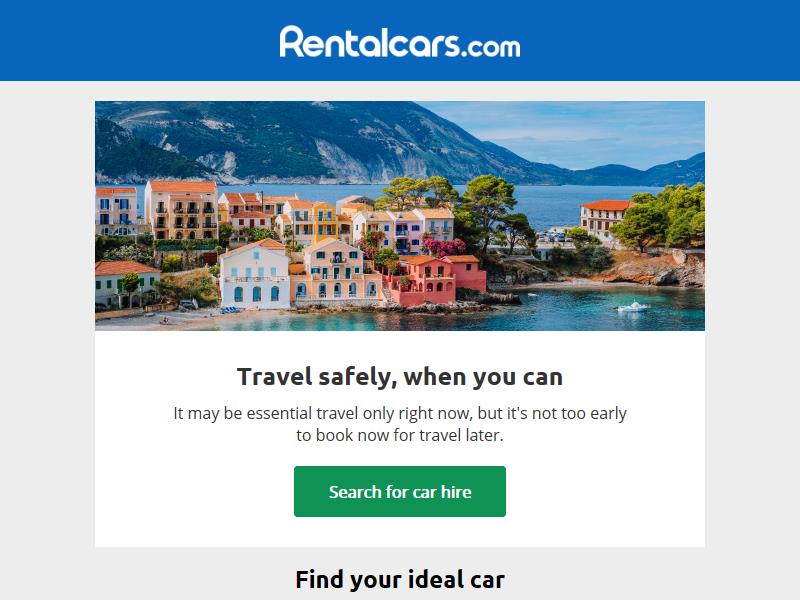 Rentalcars.com
Travel safely, when you can
It may be essential travel only right now, but it's not too early
to book now for travel later.
Search for car hire
Find your ideal car